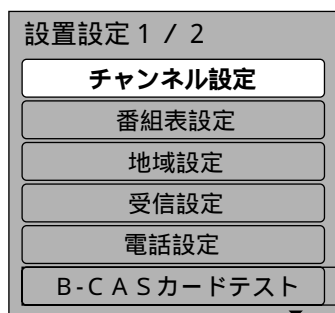 設置設定１／２
チャンネル設定
番組表設定
地域設定
受信設定
電話設定
Ｂ-ＣＡＳカードテスト